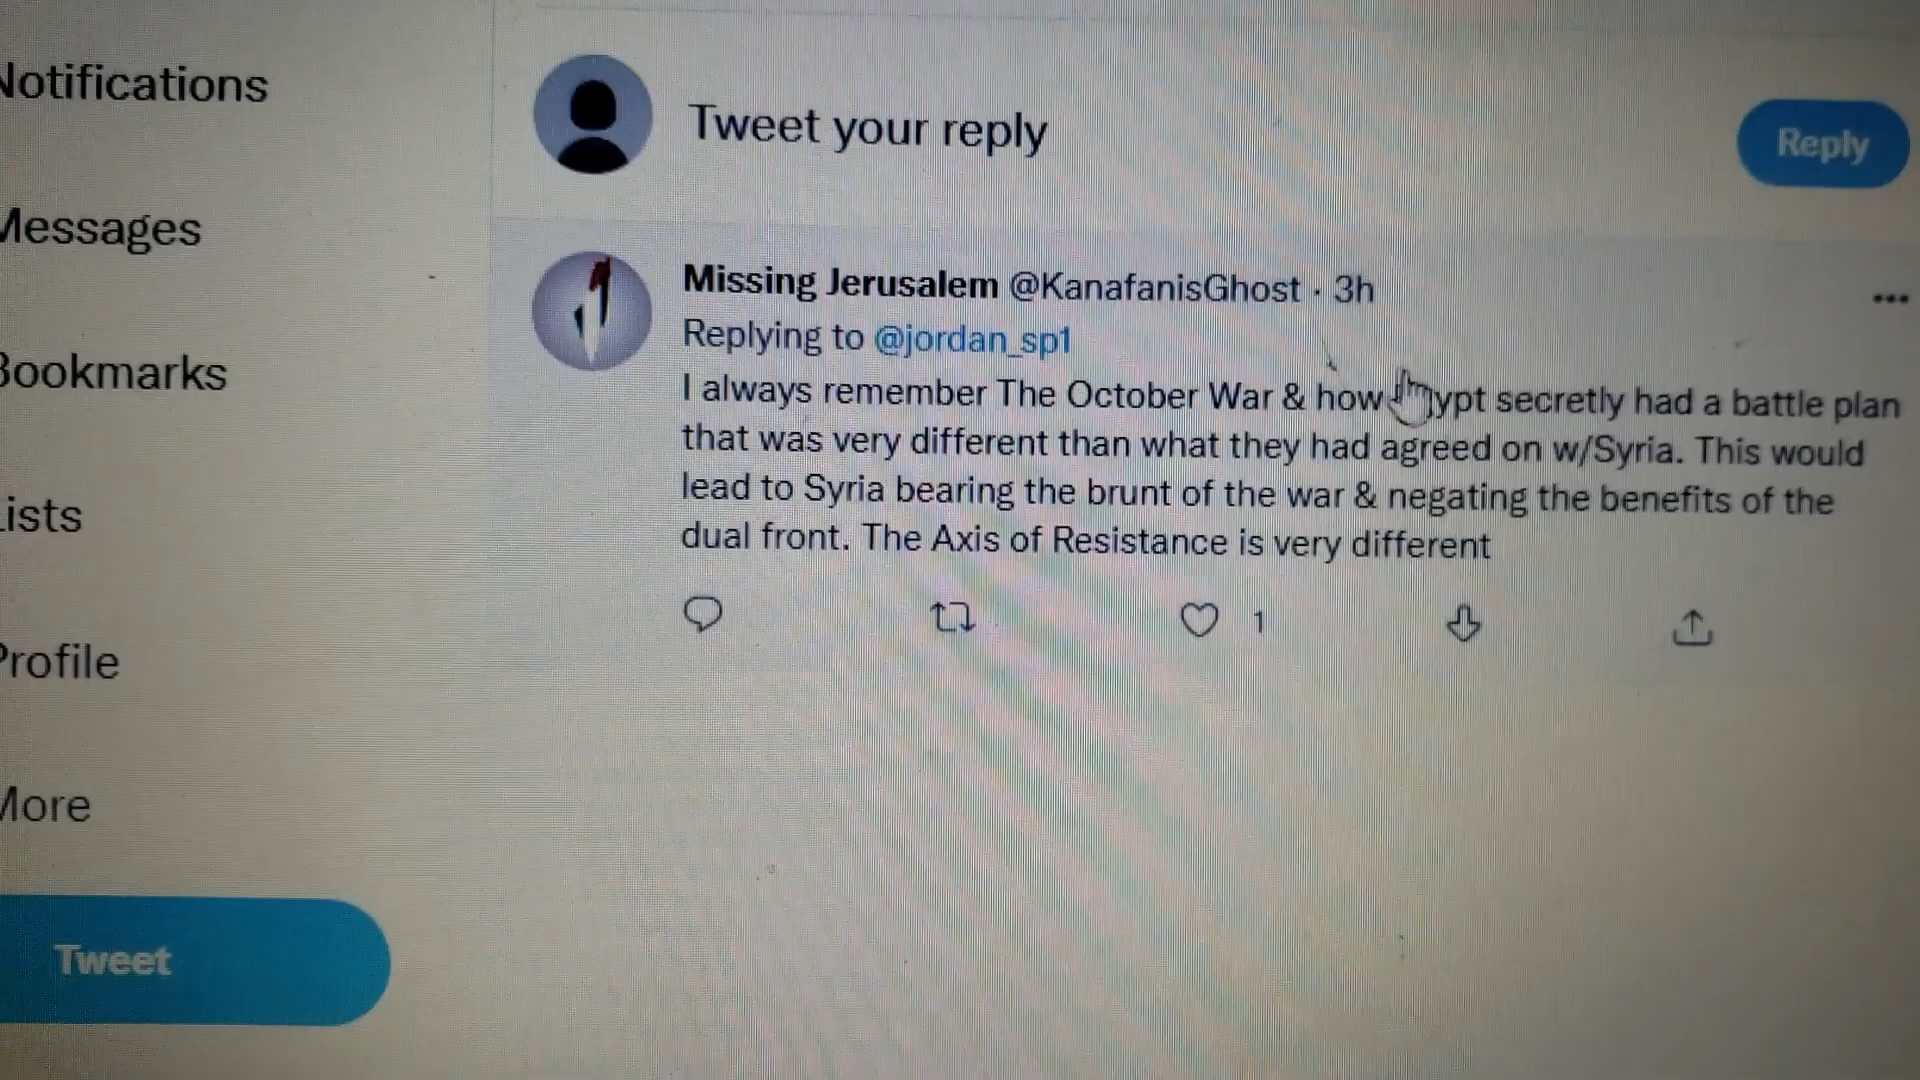 Notifications
Messages
Bookmarks
Lists
Profile
More
Tweet
Tweet your reply
Reply
Missing Jerusalem @KanafanisGhost · 3h
Replying to @jordan_sp1
I always remember The October War & how Egypt secretly had a battle plan
that was very different than what they had agreed on w/Syria. This would
lead to Syria bearing the brunt of the war & negating the benefits of the
dual front. The Axis of Resistance is very different
1